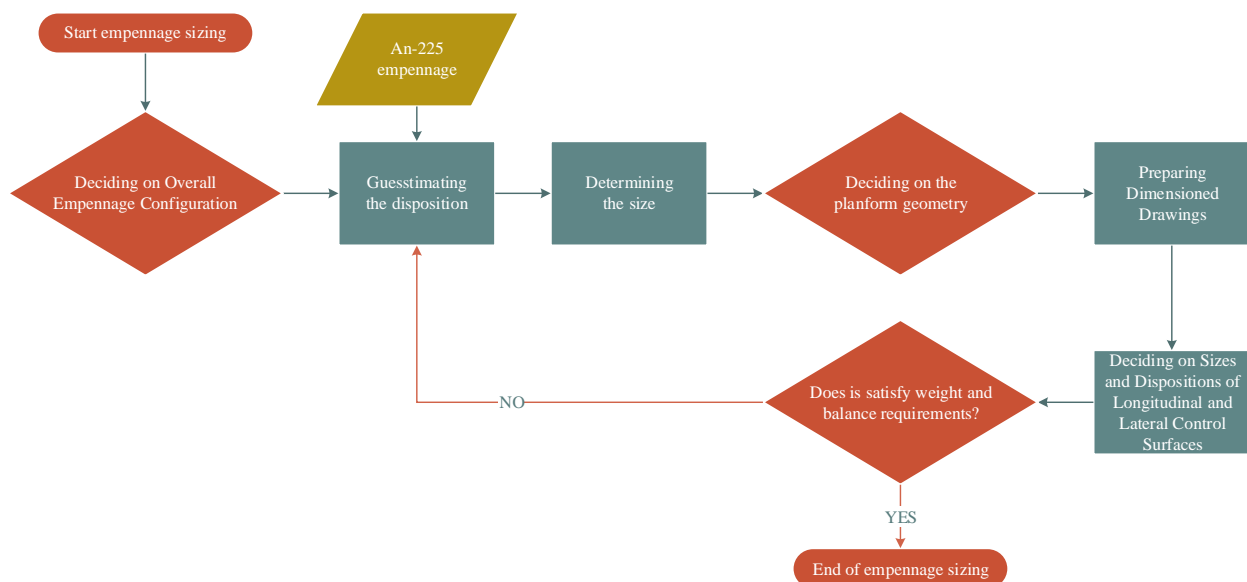 Start empennage sizing
An-225
empennage
Deciding on Overall
Empennage Configuration
Guesstimating
the disposition
Determining
the size
Deciding on the
planform geometry
Preparing
Dimensioned
Drawings
Deciding on Sizes
and Dispositions of
Longitudinal and
Lateral Control
Surfaces
Does is satisfy weight and
balance requirements?
NO
YES
End of empennage sizing